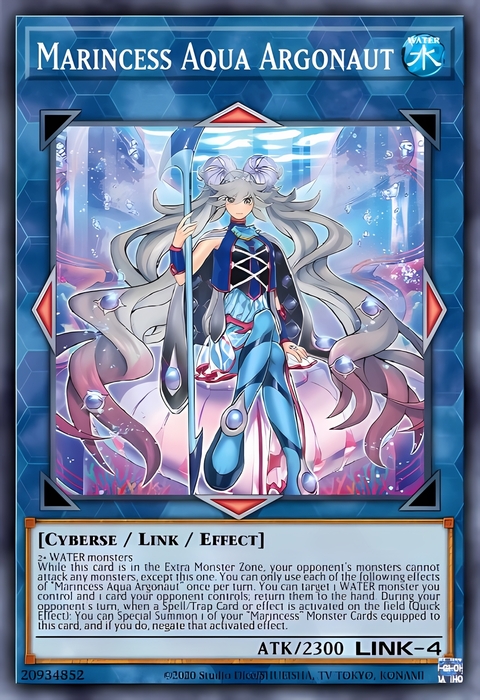 MARINCESS AQUA ARGONAUT
WATER
水
[CYBERSE / LINK / EFFECT]
2+ WATER monsters
While this card is in the Extra Monster Zone, your opponent's monsters cannot
attack any monsters, except this one. You can only use each of the following effects
of "Marincess Aqua Argonaut" once per turn. You can target 1 WATER monster you
control and 1 card your opponent controls; return them to the hand. During your
opponent's turn, when a Spell/Trap Card or effect is activated on the field (Quick
Effect): You can Special Summon 1 of your "Marincess" Monster Cards equipped to
this card, and if you do, negate that activated effect.
ATK/2300 LINK-4
20934852 ©2020 Studio Dice/SHUEISHA, TV TOKYO, KONAMI